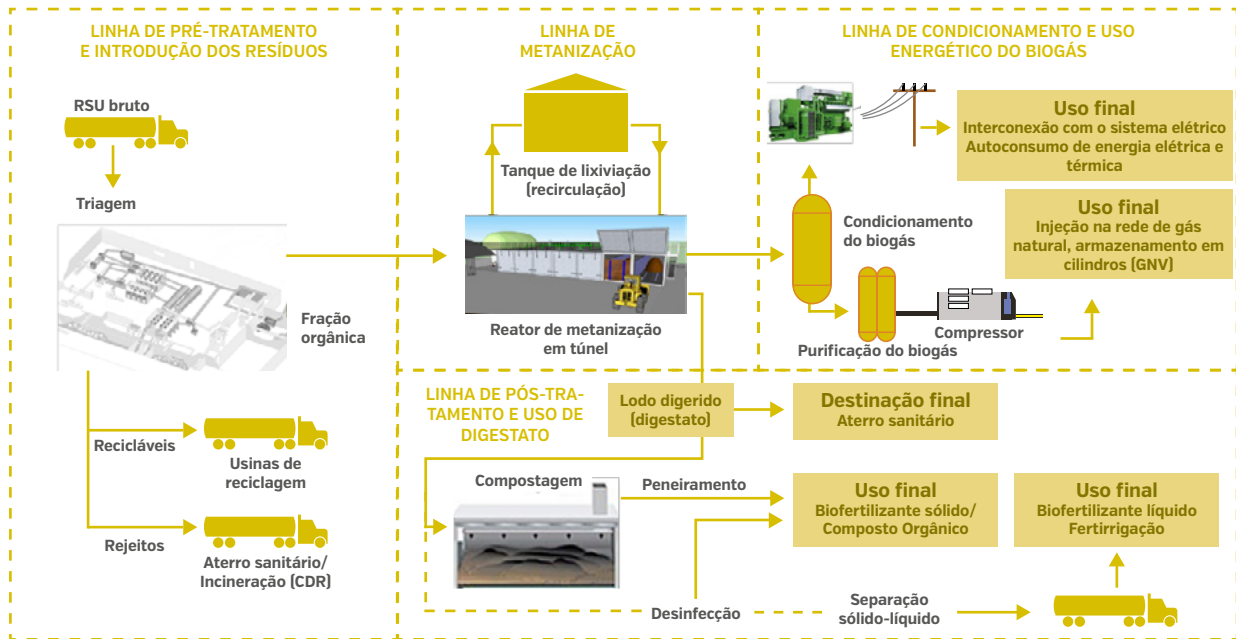 LINHA DE PRÉ-TRATAMENTO
E INTRODUÇÃO DOS RESÍDUOS
RSU bruto
Triagem
Fração
orgânica
Recicláveis
Usinas de
reciclagem
Rejeitos
Aterro sanitário/
Incineração (CDR)
LINHA DE
METANIZAÇÃO
Tanque de lixiviação
(recirculação)
Reator de metanização
em túnel
LINHA DE CONDICIONAMENTO E USO
ENERGÉTICO DO BIOGÁS
Uso final
Interconexão com o sistema elétrico
Autoconsumo de energia elétrica e
térmica
Condicionamento
do biogás
Uso final
Injeção na rede de gás
natural, armazenamento em
cilindros (GNV)
Compressor
Purificação do biogás
LINHA DE PÓS-TRA-
TAMENTO E USO DE
DIGESTATO
Lodo digerido
(digestato)
Destinação final
Aterro sanitário
Compostagem
Peneiramento
Uso final
Biofertilizante sólido/
Composto Orgânico
Uso final
Biofertilizante líquido
Fertirrigação
Desinfecção
Separação
sólido-líquido